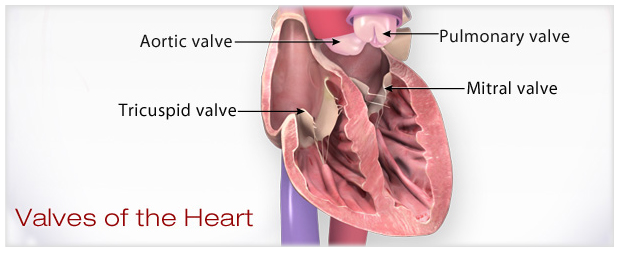 Aortic valve
Pulmonary valve
Mitral valve
Tricuspid valve
Valves of the Heart